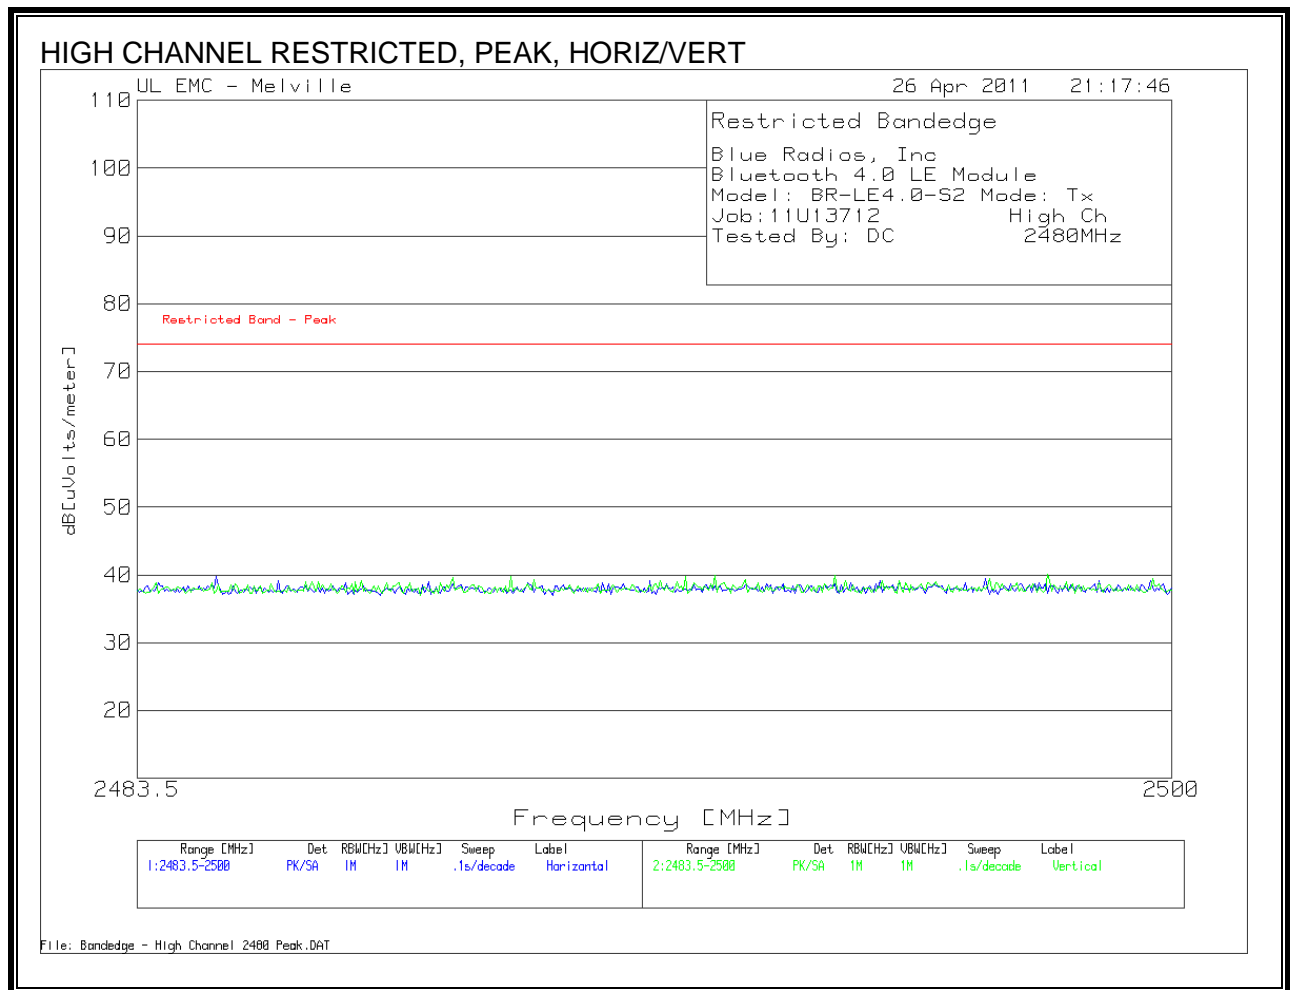 HIGH CHANNEL RESTRICTED, PEAK, HORIZ/VERT
UL EMC - Melville 26 Apr 2011 21:17:46
Restricted Bandedge
Blue Radios, Inc
Bluetooth 4.0 LE Module
Model: BR-LE4.0-S2 Mode: Tx
Job:11U13712 High Ch
Tested By: DC 2480MHz
110
100
90
80
Restricted Band - Peak
70
60
50
40
30
20
dB[uVolts/meter]
2483.5 2500
Frequency [MHz]
Range [MHz] Det RBW[Hz] VBW[Hz] Sweep Label Range [MHz] Det RBW[Hz] VBW[Hz] Sweep Label
1:2483.5-2500 PK/SA 1M 1M .1s/decade Horizontal 2:2483.5-2500 PK/SA 1M 1M .1s/decade Vertical
File: Bandedge - High Channel 2480 Peak.DAT